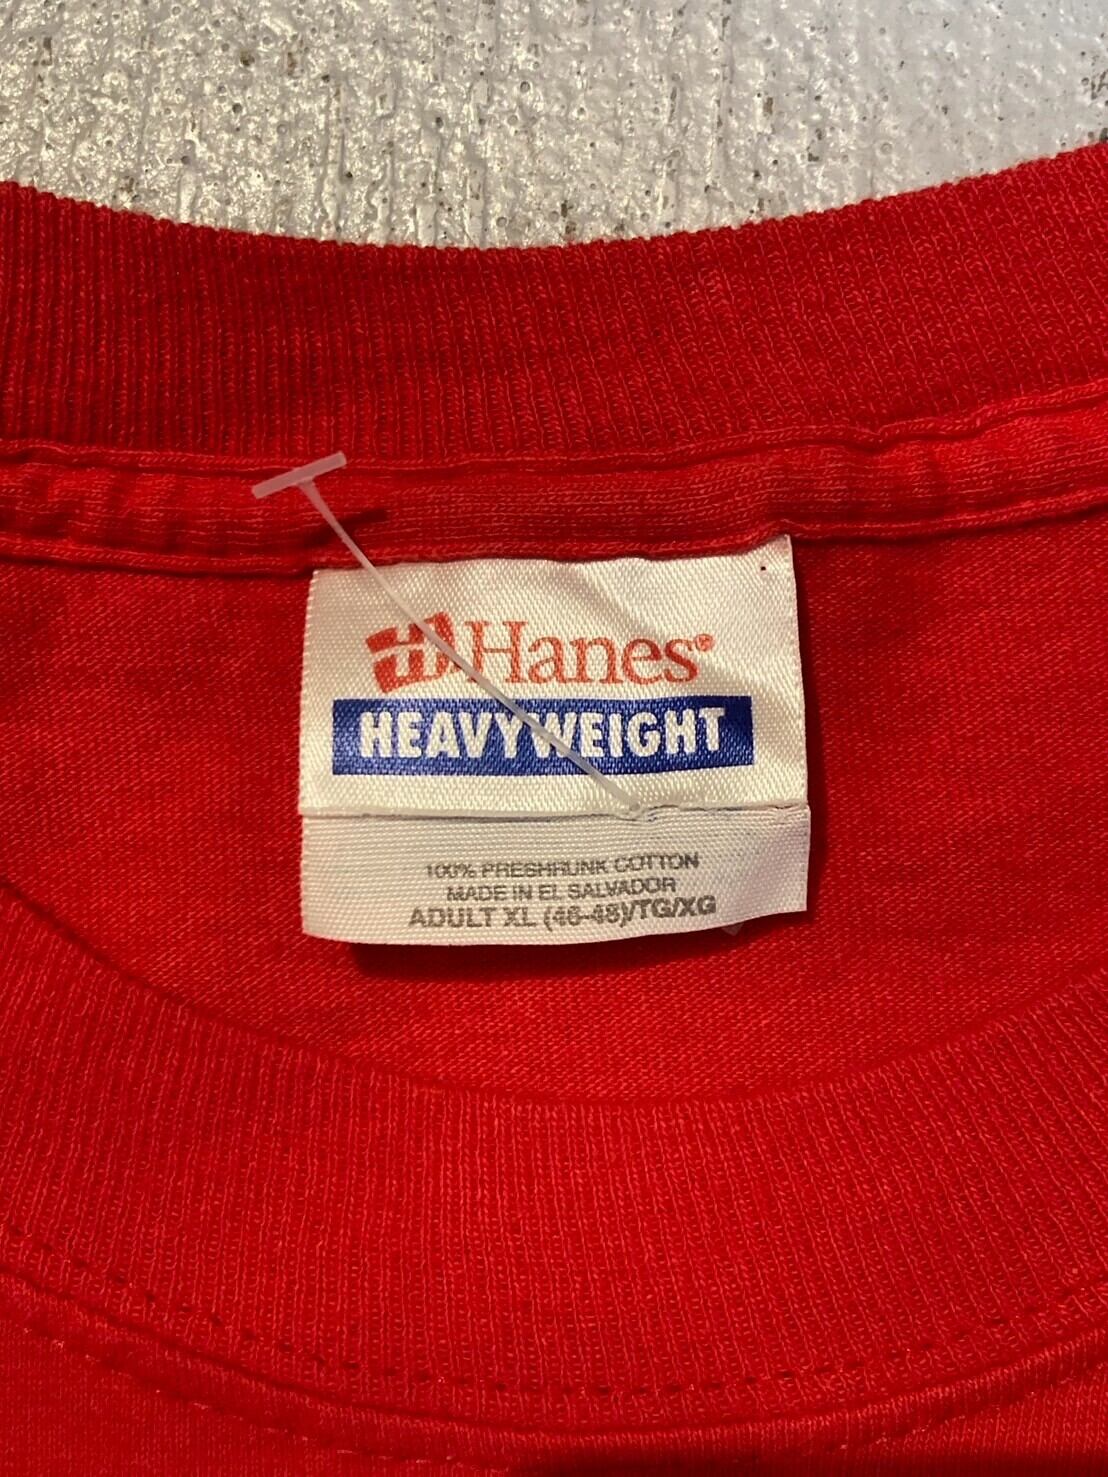 Hanes®
HEAVYWEIGHT
100% PRESHRUNK COTTON
MADE IN EL SALVADOR
ADULT XL (46-48)/TG/XG